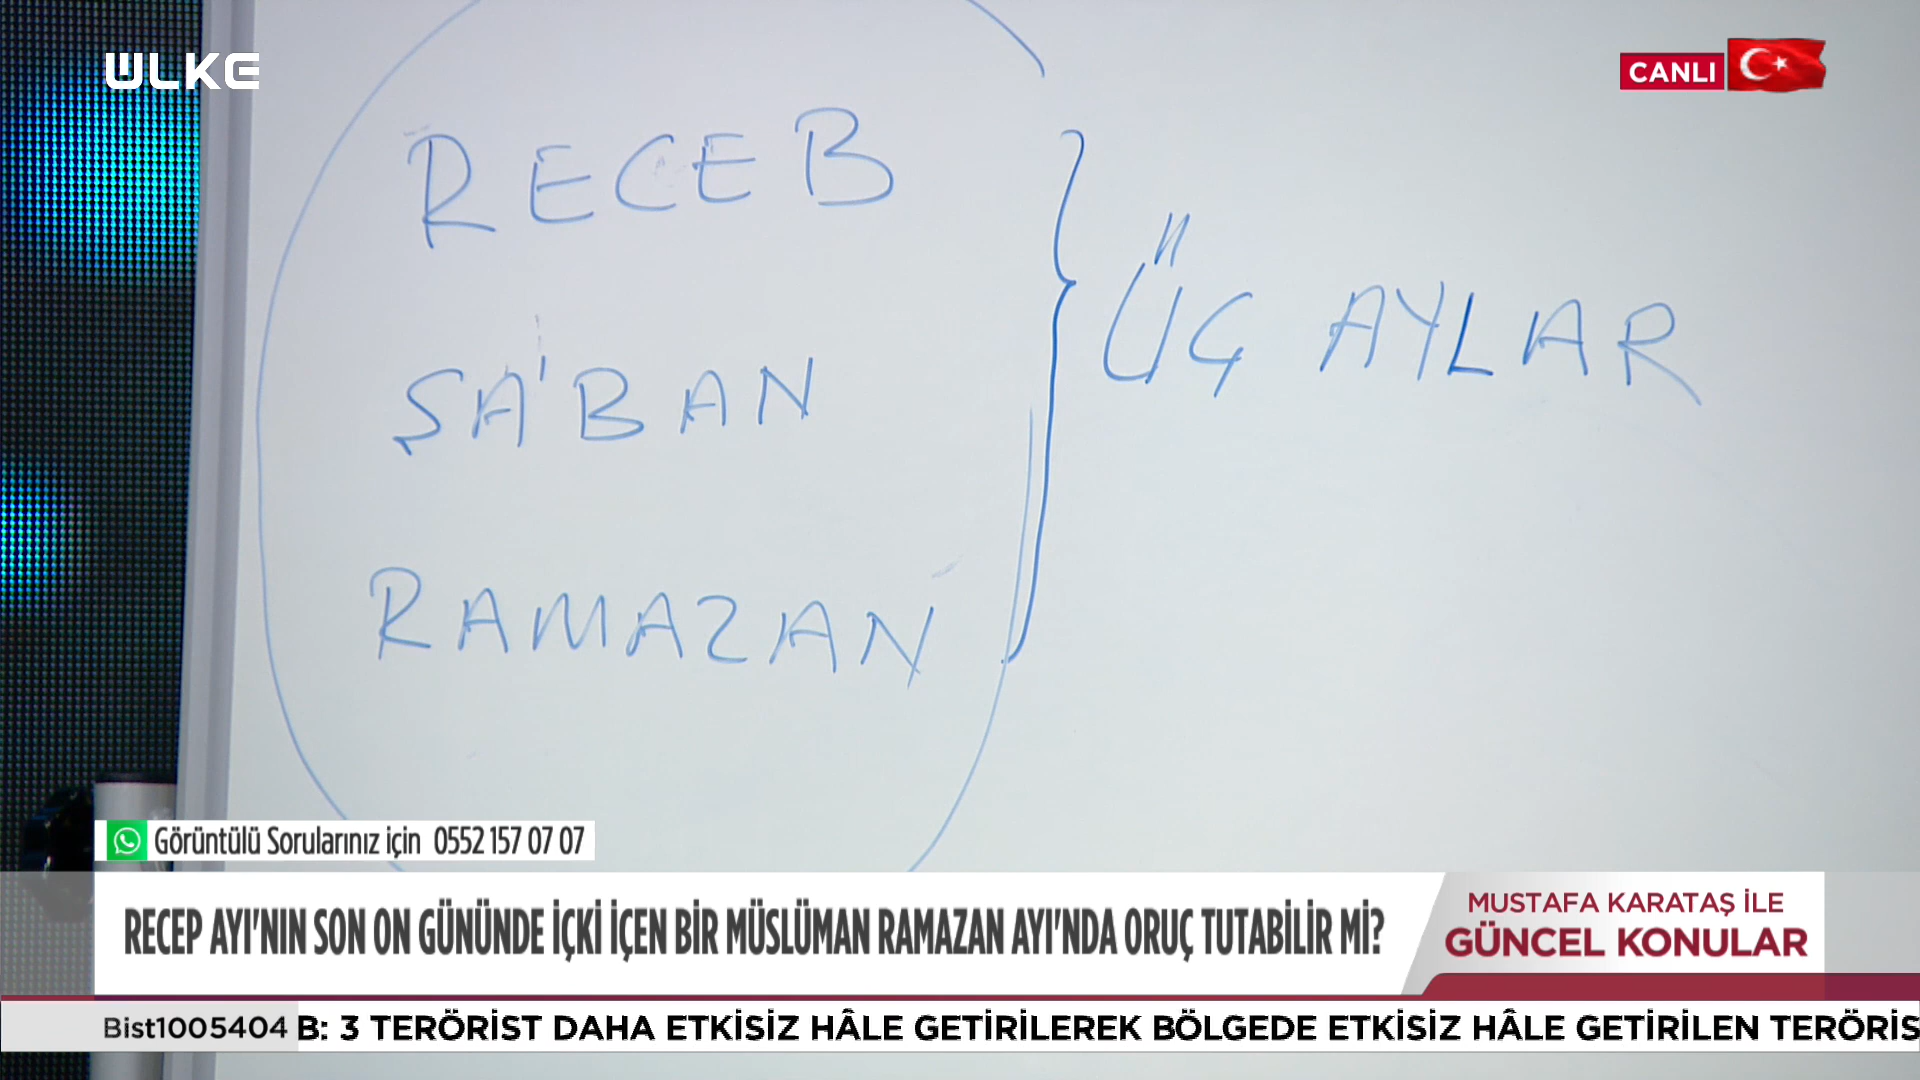 ÜLKE
CANLI
RECEB
ŞA'BAN
RAMAZAN
ÜÇ AYLAR
Görüntülü Sorularınız için 0552 157 07 07
RECEP AYI'NIN SON ON GÜNÜNDE İÇKİ İÇEN BİR MÜSLÜMAN RAMAZAN AYI'NDA ORUÇ TUTABİLİR Mİ?
MUSTAFA KARATAŞ İLE
GÜNCEL KONULAR
Bist1005404 B: 3 TERÖRİST DAHA ETKİSİZ HÂLE GETİRİLEREK BÖLGEDE ETKİSİZ HÂLE GETİRİLEN TERÖRİS